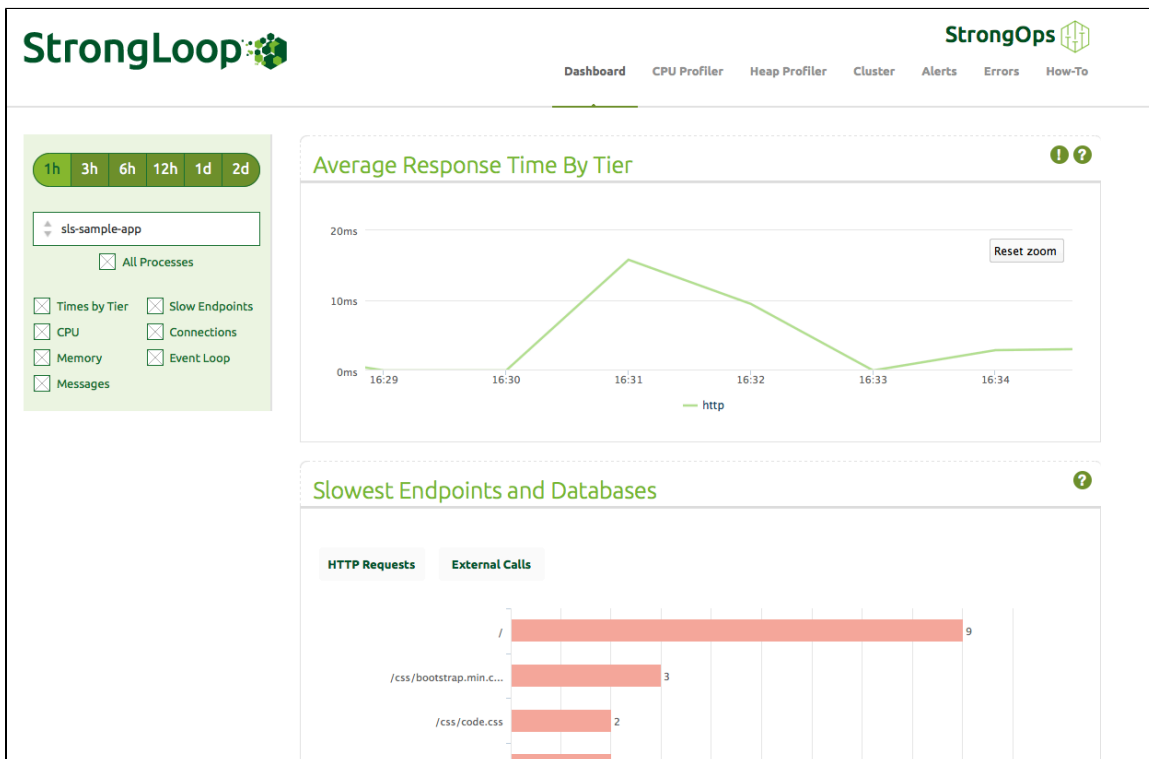 StrongLoop
StrongOps
Dashboard CPU Profiler Heap Profiler Cluster Alerts Errors How-To
1h 3h 6h 12h 1d 2d
sls-sample-app
All Processes
Times by Tier Slow Endpoints
CPU Connections
Memory Event Loop
Messages
Average Response Time By Tier
! ?
20ms
Reset zoom
10ms
0ms
16:29 16:30 16:31 16:32 16:33 16:34
http
Slowest Endpoints and Databases
?
HTTP Requests External Calls
/ 9
/css/bootstrap.min.c... 3
/css/code.css 2